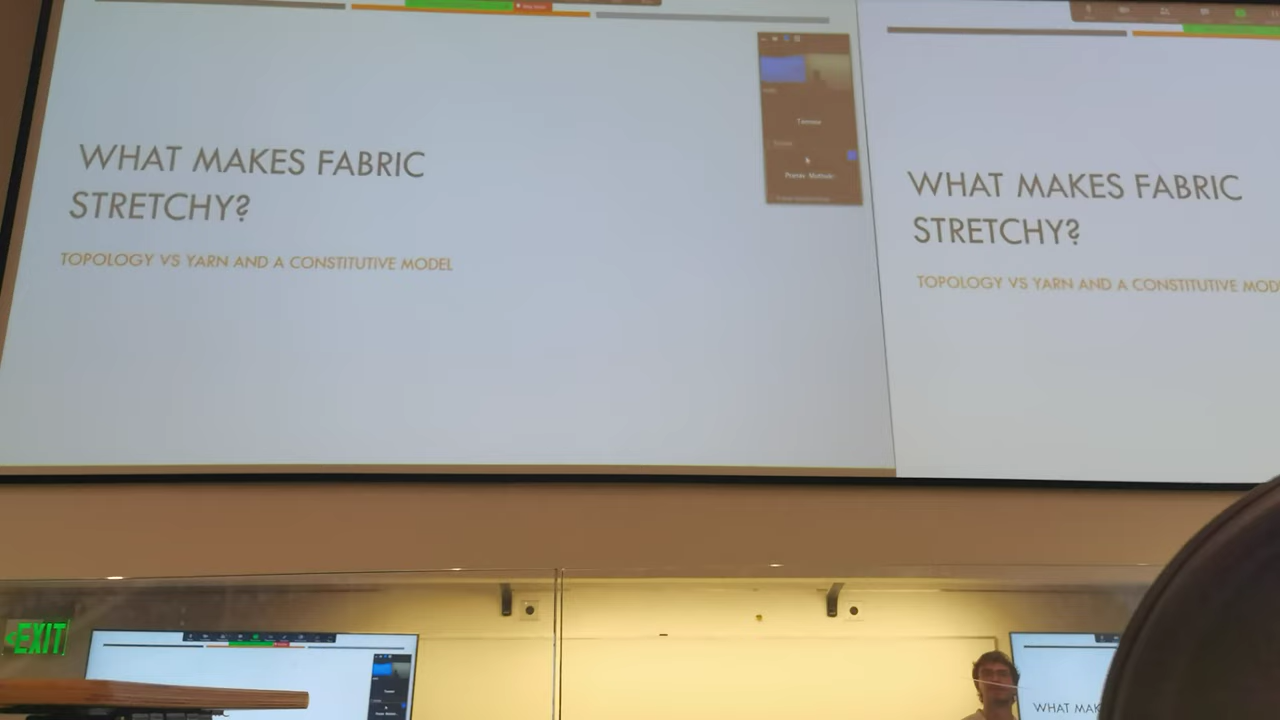 WHAT MAKES FABRIC
STRETCHY?
TOPOLOGY VS YARN AND A CONSTITUTIVE MODEL
WHAT MAKES FABRIC
STRETCHY?
TOPOLOGY VS YARN AND A CONSTITUTIVE MOD
EXIT
WHAT MAK